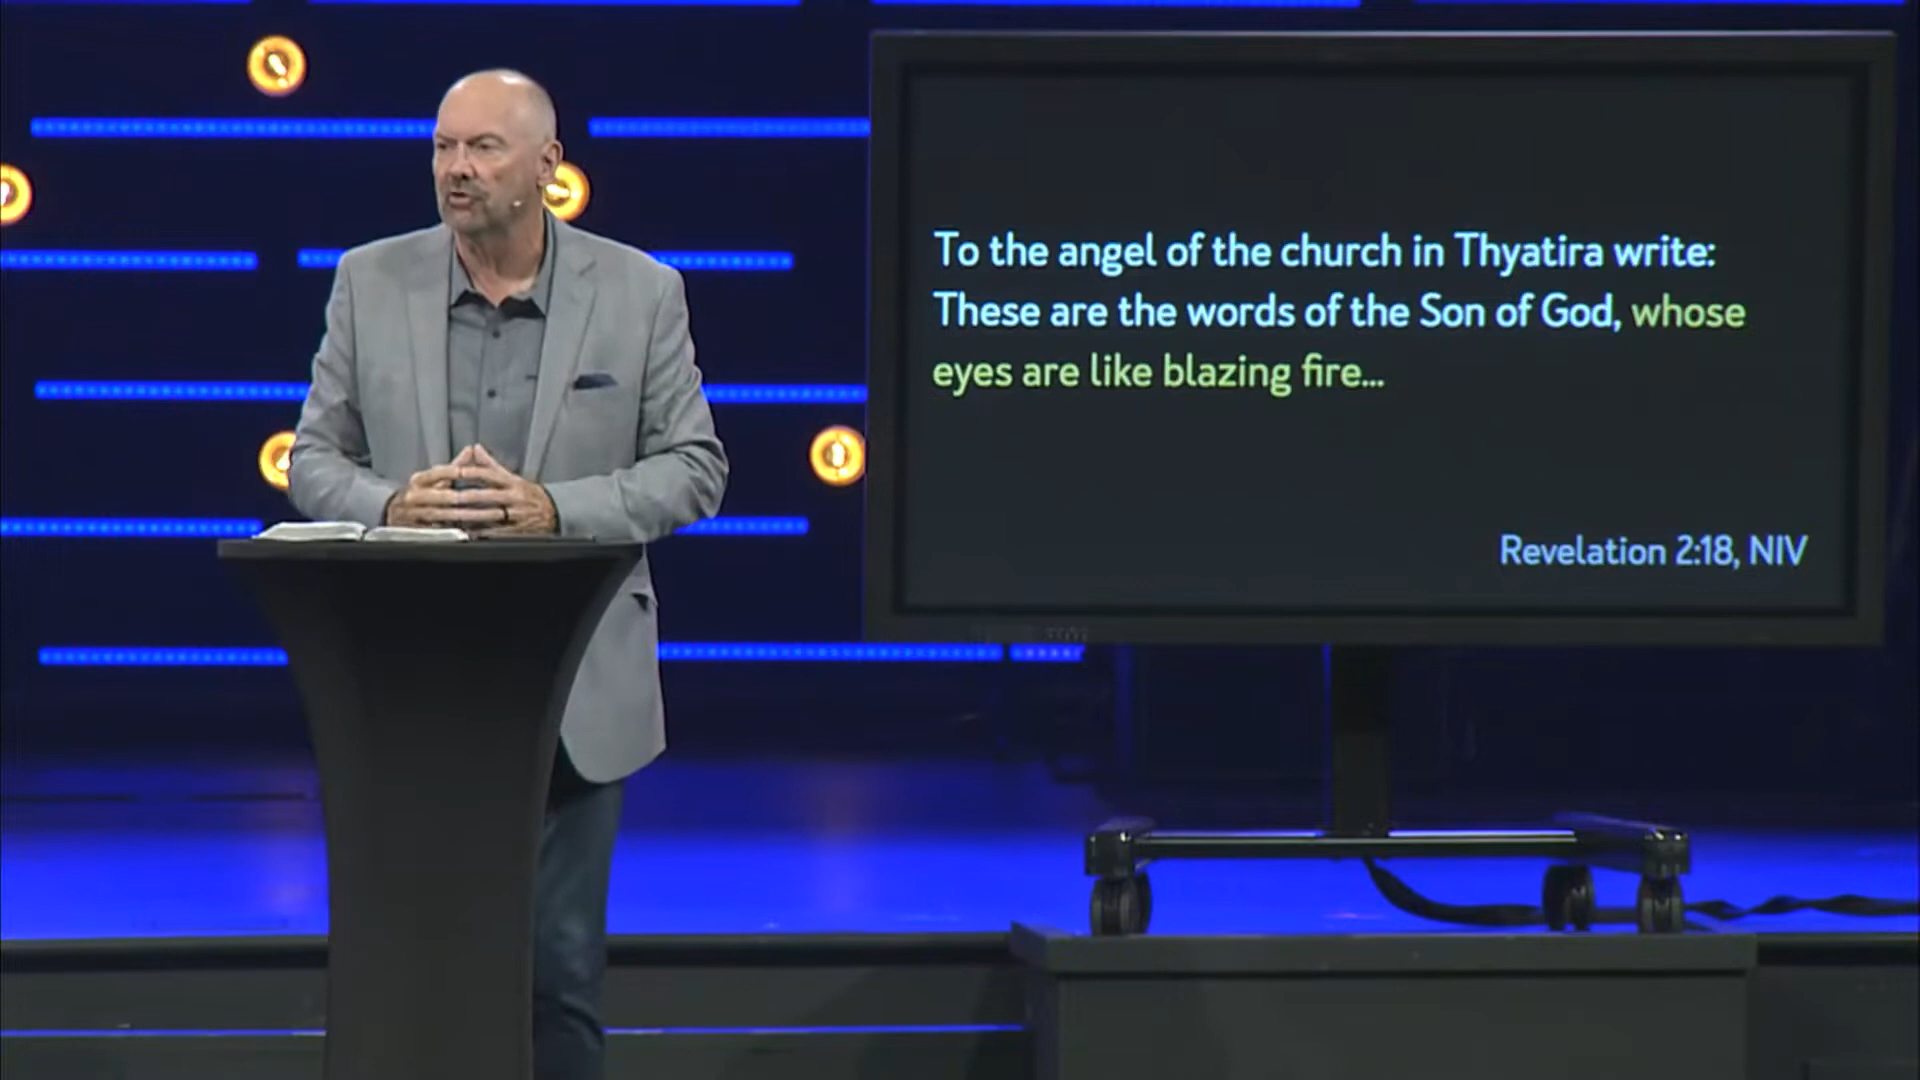 To the angel of the church in Thyatira write:
These are the words of the Son of God, whose
eyes are like blazing fire...
Revelation 2:18, NIV